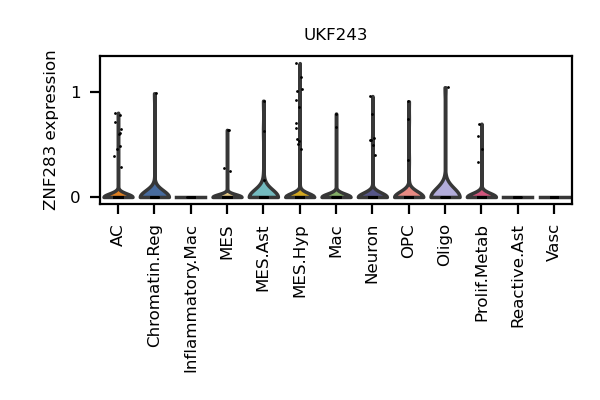 UKF243
ZNF283 expression
1
0
AC
Chromatin.Reg
Inflammatory.Mac
MES
MES.Ast
MES.Hyp
Mac
Neuron
OPC
Oligo
Prolif.Metab
Reactive.Ast
Vasc